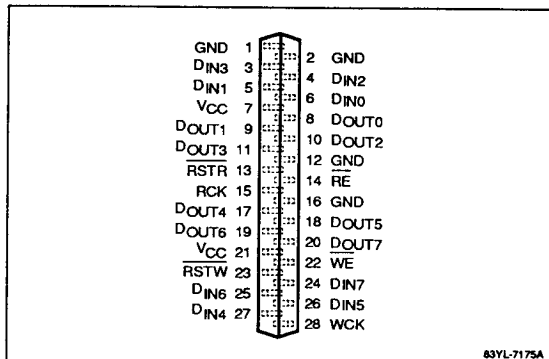 GND 1
2 GND
DIN3 3
4 DIN2
DIN1 5
6 DIN0
VCC 7
8 DOUT0
DOUT1 9
10 DOUT2
DOUT3 11
12 GND
RSTR 13
14 RE
RCK 15
16 GND
DOUT4 17
18 DOUT5
DOUT6 19
20 DOUT7
VCC 21
22 WE
RSTW 23
24 DIN7
DIN6 25
26 DIN5
DIN4 27
28 WCK
83YL-7175A